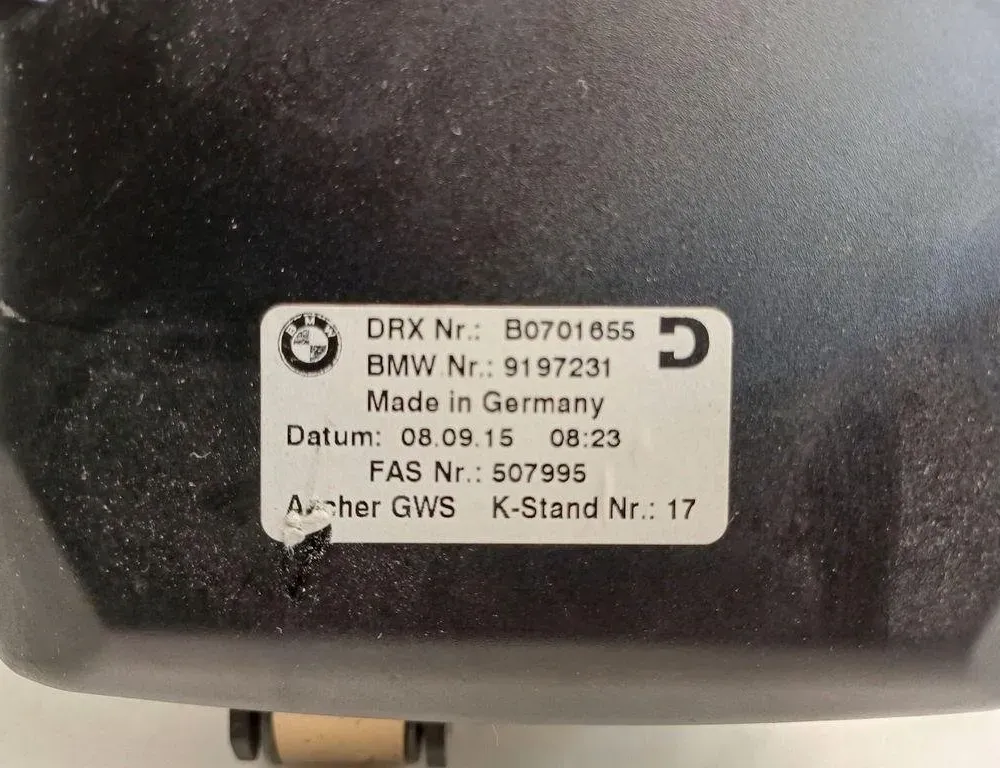 BMW
DRX Nr.: B0701655
BMW Nr.: 9197231
Made in Germany
Datum: 08.09.15 08:23
FAS Nr.: 507995
GWS K-Stand Nr.: 17